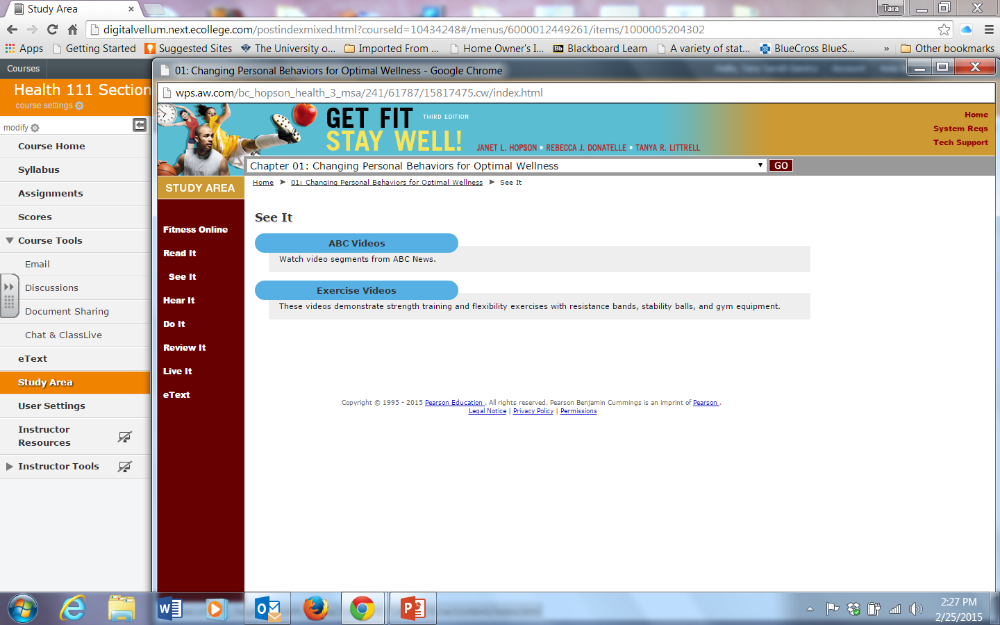 Study Area
Tara
digitalvellum.next.ecollege.com/postindexmixed.html?courseId=10434248#/menus/6000012449261/items/1000005204302
Apps Getting Started Suggested Sites The University o... Imported From ... Home Owner's I... Blackboard Learn A variety of stat... BlueCross BlueS... » Other bookmarks
Courses
Health 111 Section
course settings
modify
Course Home
Syllabus
Assignments
Scores
Course Tools
Email
Discussions
Document Sharing
Chat & ClassLive
eText
Study Area
User Settings
Instructor
Resources
Instructor Tools
01: Changing Personal Behaviors for Optimal Wellness - Google Chrome
wps.aw.com/bc_hopson_health_3_msa/241/61787/15817475.cw/index.html
GET FIT THIRD EDITION
STAY WELL!
JANET L. HOPSON • REBECCA J. DONATELLE • TANYA R. LITTRELL
Home
System Reqs
Tech Support
Chapter 01: Changing Personal Behaviors for Optimal Wellness GO
STUDY AREA
Home ➤ 01: Changing Personal Behaviors for Optimal Wellness ➤ See It
Fitness Online
Read It
See It
Hear It
Do It
Review It
Live It
eText
See It
ABC Videos
Watch video segments from ABC News.
Exercise Videos
These videos demonstrate strength training and flexibility exercises with resistance bands, stability balls, and gym equipment.
Copyright © 1995 - 2015 Pearson Education . All rights reserved. Pearson Benjamin Cummings is an imprint of Pearson .
Legal Notice | Privacy Policy | Permissions
2:27 PM
2/25/2015